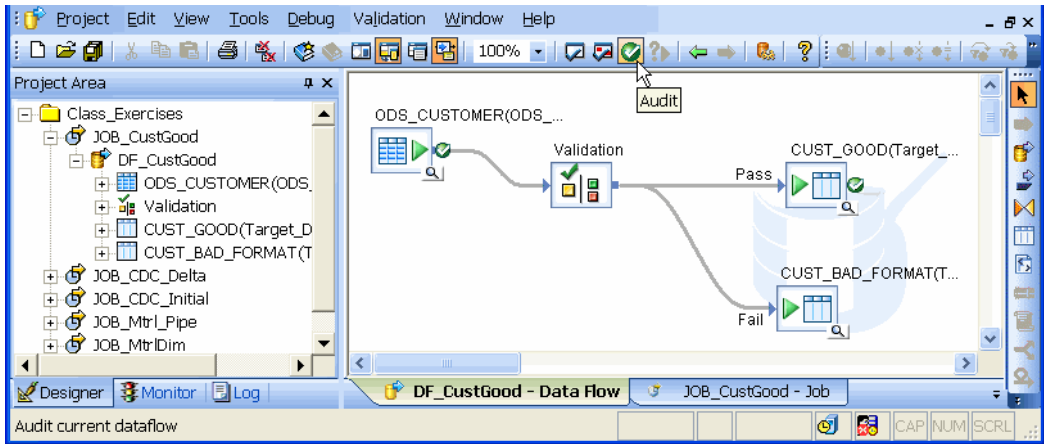 Project Edit View Tools Debug Validation Window Help
100%
Project Area
Audit
Class_Exercises
JOB_CustGood
DF_CustGood
ODS_CUSTOMER(ODS_
Validation
CUST_GOOD(Target_D
CUST_BAD_FORMAT(T
JOB_CDC_Delta
JOB_CDC_Initial
JOB_Mtrl_Pipe
JOB_MtrlDim
ODS_CUSTOMER(ODS_...
Validation
CUST_GOOD(Target_...
Pass
CUST_BAD_FORMAT(T...
Fail
Designer Monitor Log
DF_CustGood - Data Flow JOB_CustGood - Job
Audit current dataflow
CAP NUM SCRL